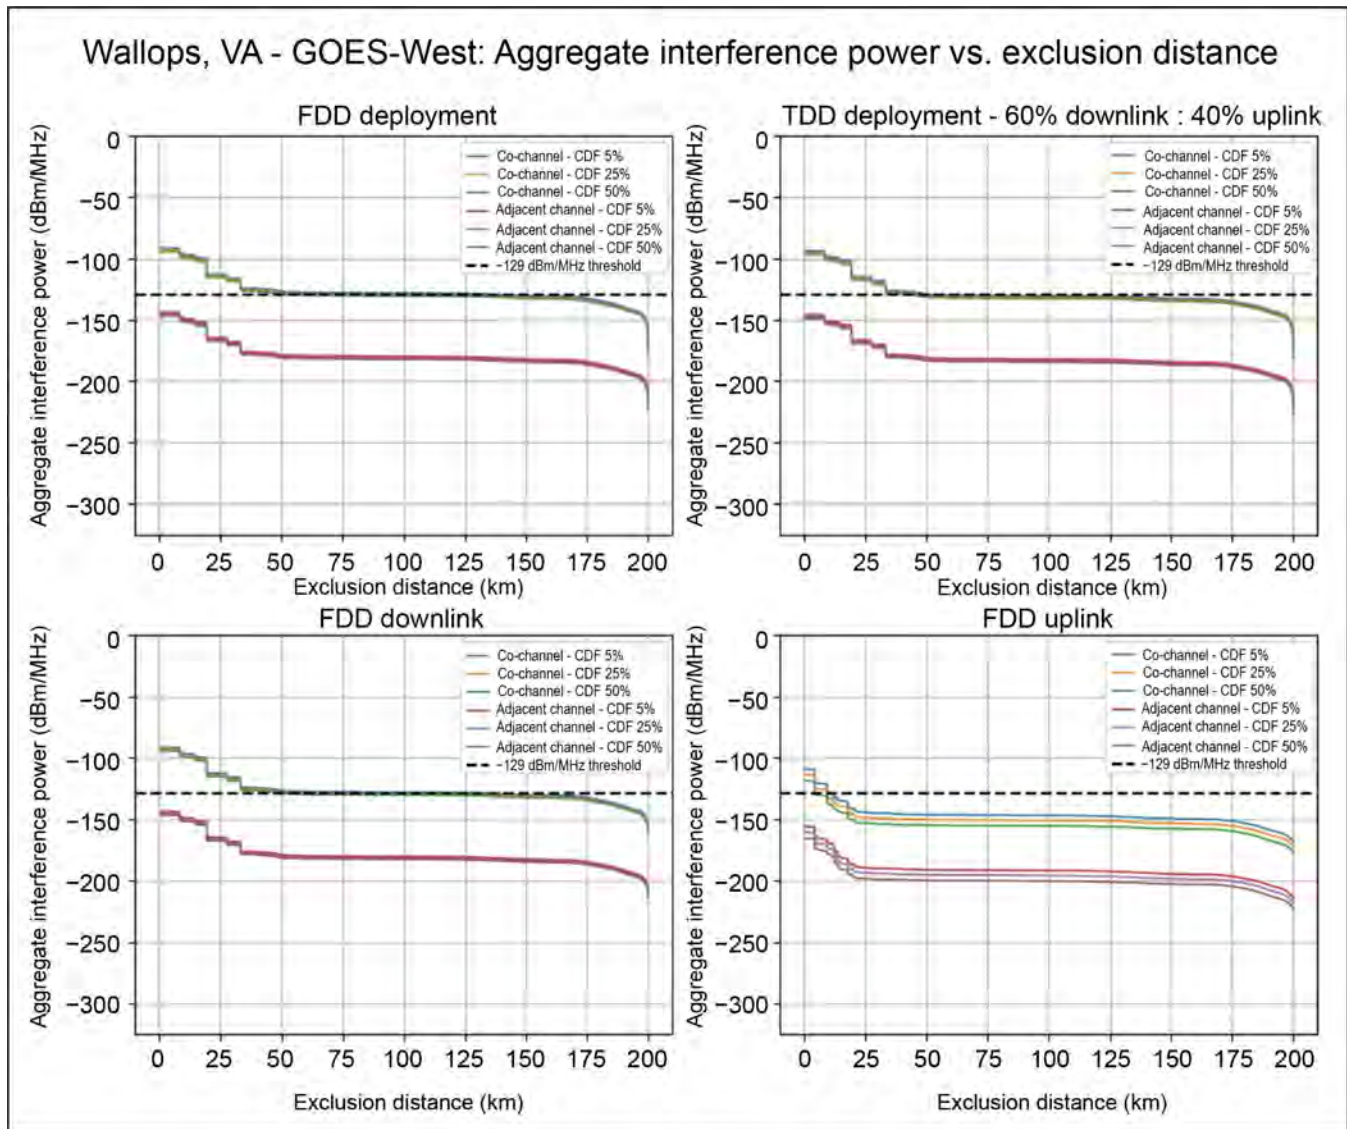 Wallops, VA - GOES-West: Aggregate interference power vs. exclusion distance
FDD deployment
Aggregate interference power (dBm/MHz)
0
−50
−100
−150
−200
−250
−300
Co-channel - CDF 5%
Co-channel - CDF 25%
Co-channel - CDF 50%
Adjacent channel - CDF 5%
Adjacent channel - CDF 25%
Adjacent channel - CDF 50%
−129 dBm/MHz threshold
0 25 50 75 100 125 150 175 200
Exclusion distance (km)
TDD deployment - 60% downlink : 40% uplink
Aggregate interference power (dBm/MHz)
0
−50
−100
−150
−200
−250
−300
Co-channel - CDF 5%
Co-channel - CDF 25%
Co-channel - CDF 50%
Adjacent channel - CDF 5%
Adjacent channel - CDF 25%
Adjacent channel - CDF 50%
−129 dBm/MHz threshold
0 25 50 75 100 125 150 175 200
Exclusion distance (km)
FDD downlink
Aggregate interference power (dBm/MHz)
0
−50
−100
−150
−200
−250
−300
Co-channel - CDF 5%
Co-channel - CDF 25%
Co-channel - CDF 50%
Adjacent channel - CDF 5%
Adjacent channel - CDF 25%
Adjacent channel - CDF 50%
−129 dBm/MHz threshold
0 25 50 75 100 125 150 175 200
Exclusion distance (km)
FDD uplink
Aggregate interference power (dBm/MHz)
0
−50
−100
−150
−200
−250
−300
Co-channel - CDF 5%
Co-channel - CDF 25%
Co-channel - CDF 50%
Adjacent channel - CDF 5%
Adjacent channel - CDF 25%
Adjacent channel - CDF 50%
−129 dBm/MHz threshold
0 25 50 75 100 125 150 175 200
Exclusion distance (km)